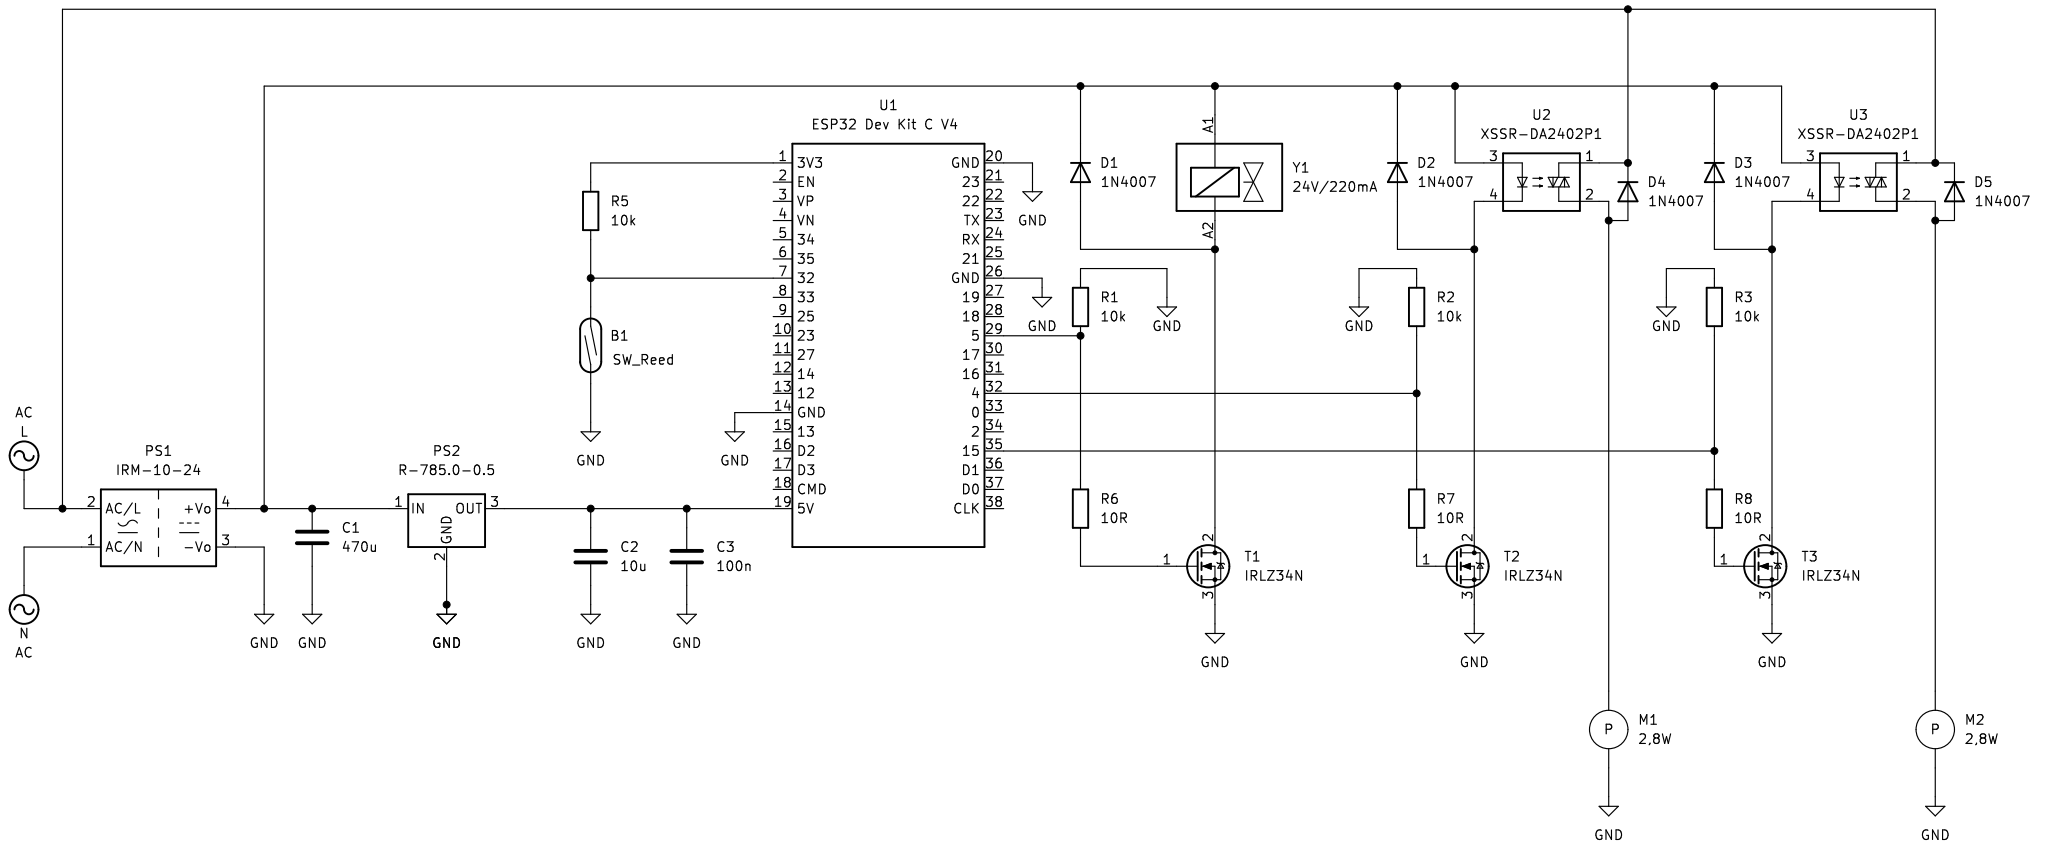 U1
ESP32 Dev Kit C V4
1 3V3
2 EN
3 VP
4 VN
5 34
6 35
7 32
8 33
9 25
10 23
11 27
12 14
13 12
14 GND
15 13
16 D2
17 D3
18 CMD
19 5V
GND 20
23 21
22 22
TX 23
RX 24
21 25
GND 26
19 27
18 28
5 29
17 30
16 31
4 32
0 33
2 34
15 35
D1 36
D0 37
CLK 38
GND
GND
GND
R5
10k
B1
SW_Reed
GND
AC
L
N
AC
PS1
IRM-10-24
2 AC/L
1 AC/N
+Vo 4
-Vo 3
GND
C1
470u
GND
PS2
R-785.0-0.5
1 IN
OUT 3
GND
2
GND
C2
10u
GND
C3
100n
GND
D1
1N4007
A1
A2
Y1
24V/220mA
R1
10k
GND
R6
10R
1
2
3
T1
IRLZ34N
GND
D2
1N4007
U2
XSSR-DA2402P1
3
4
1
2
D4
1N4007
GND
R2
10k
R7
10R
1
2
3
T2
IRLZ34N
GND
D3
1N4007
U3
XSSR-DA2402P1
3
4
1
2
D5
1N4007
GND
R3
10k
R8
10R
1
2
3
T3
IRLZ34N
GND
P
M1
2,8W
GND
P
M2
2,8W
GND